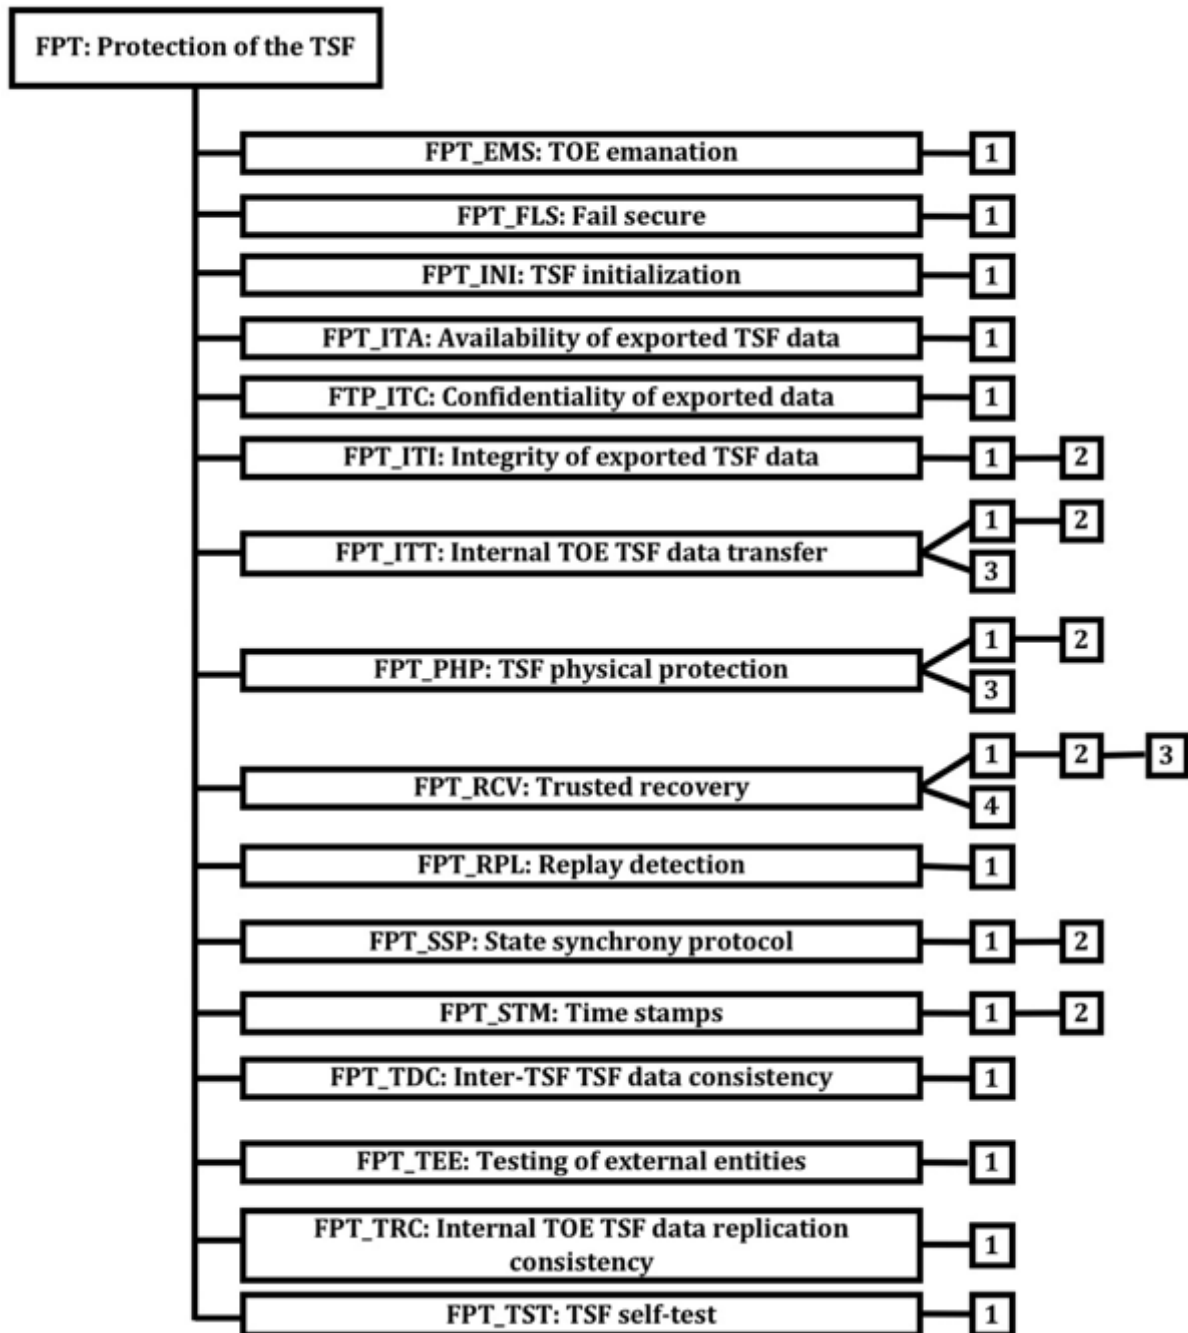 FPT: Protection of the TSF
FPT_EMS: TOE emanation 1
FPT_FLS: Fail secure 1
FPT_INI: TSF initialization 1
FPT_ITA: Availability of exported TSF data 1
FTP_ITC: Confidentiality of exported data 1
FPT_ITI: Integrity of exported TSF data 1 2
1 2
FPT_ITT: Internal TOE TSF data transfer
3
1 2
FPT_PHP: TSF physical protection
3
1 2 3
FPT_RCV: Trusted recovery
4
FPT_RPL: Replay detection 1
FPT_SSP: State synchrony protocol 1 2
FPT_STM: Time stamps 1 2
FPT_TDC: Inter-TSF TSF data consistency 1
FPT_TEE: Testing of external entities 1
FPT_TRC: Internal TOE TSF data replication
consistency 1
FPT_TST: TSF self-test 1